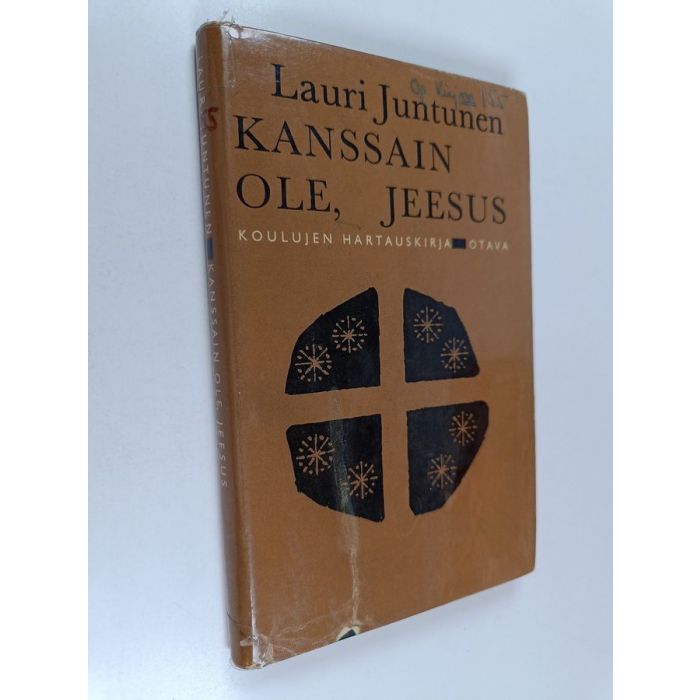 Lauri Juntunen
KANSSAIN
OLE, JEESUS
KOULUJEN HARTAUSKIRJA OTAVA
LAURI JUNTUNEN KANSSAIN OLE, JEESUS